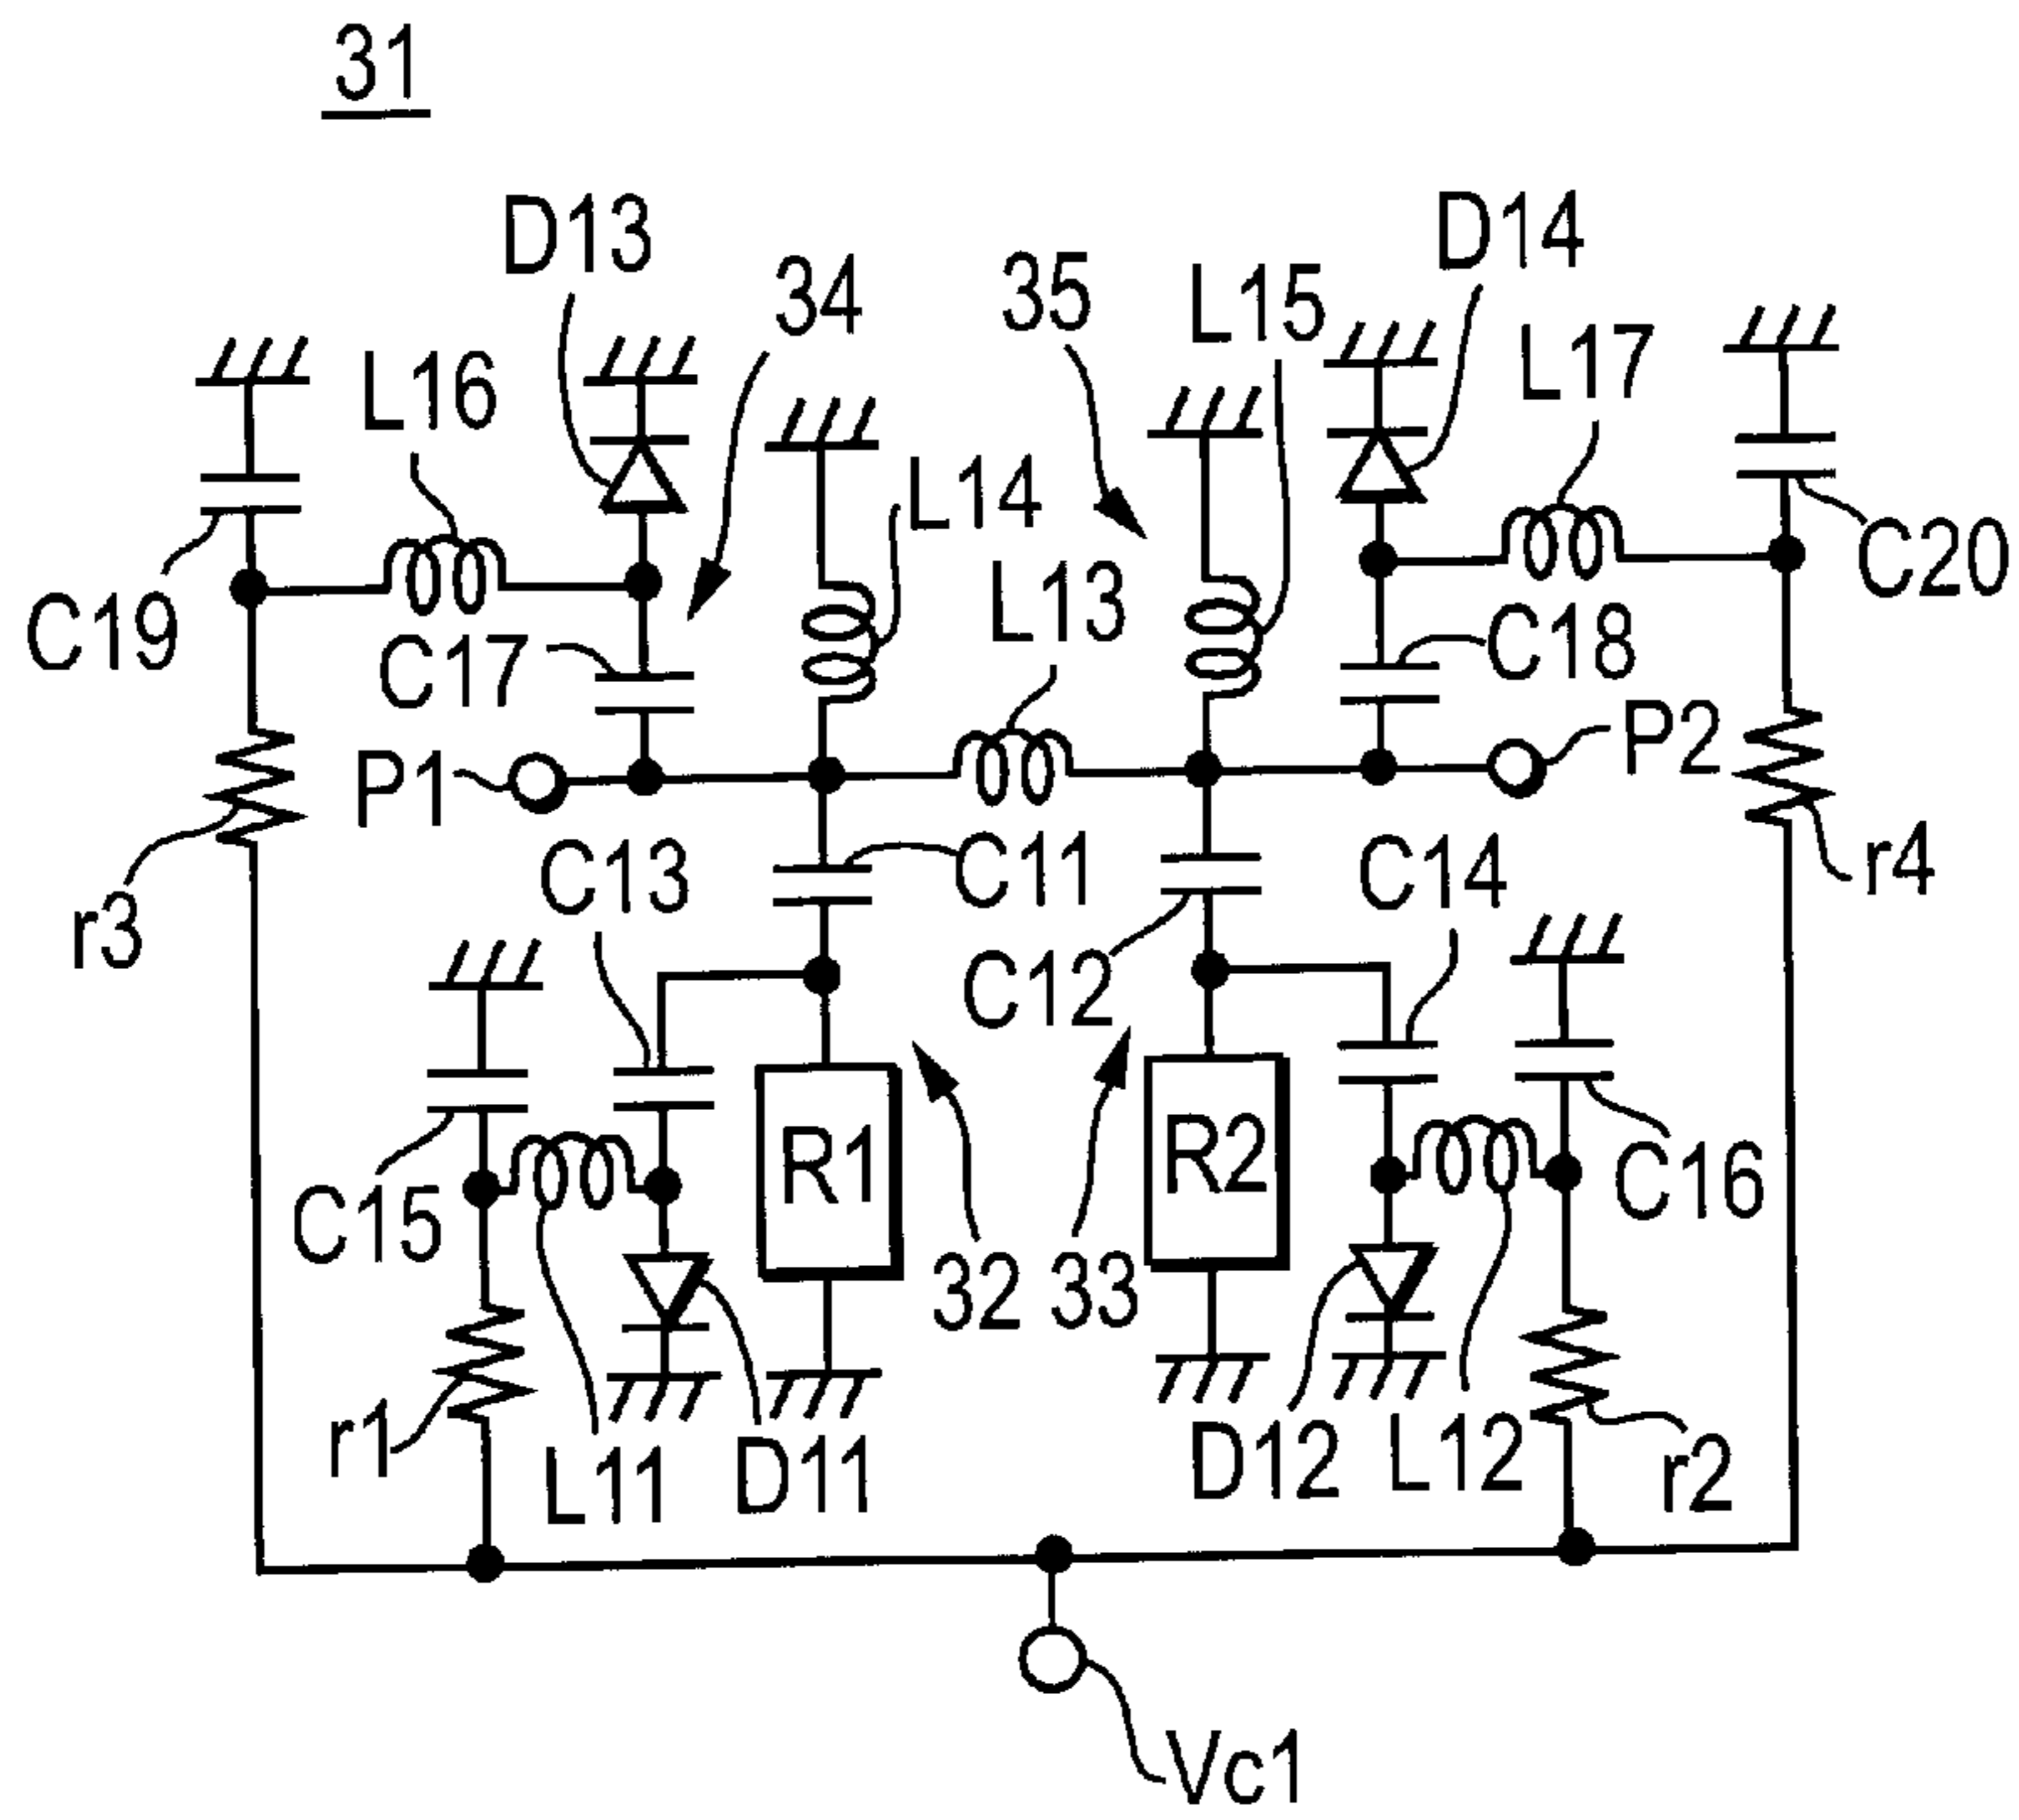 31
D13
34
35
L15
D14
L17
L16
L14
L13
C20
C19
C17
C18
P1
P2
C13
C11
C14
r4
r3
C12
R1
R2
C15
C16
32
33
r1
L11
D11
D12
L12
r2
Vc1